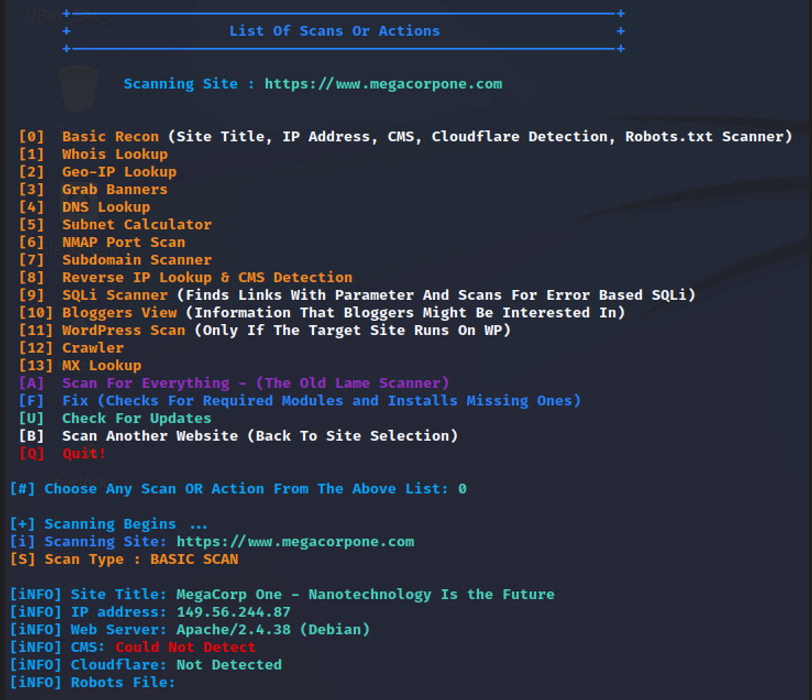 List Of Scans Or Actions
Scanning Site : https://www.megacorpone.com
[0] Basic Recon (Site Title, IP Address, CMS, Cloudflare Detection, Robots.txt Scanner)
[1] Whois Lookup
[2] Geo-IP Lookup
[3] Grab Banners
[4] DNS Lookup
[5] Subnet Calculator
[6] NMAP Port Scan
[7] Subdomain Scanner
[8] Reverse IP Lookup & CMS Detection
[9] SQLi Scanner (Finds Links With Parameter And Scans For Error Based SQLi)
[10] Bloggers View (Information That Bloggers Might Be Interested In)
[11] WordPress Scan (Only If The Target Site Runs On WP)
[12] Crawler
[13] MX Lookup
[A] Scan For Everything - (The Old Lame Scanner)
[F] Fix (Checks For Required Modules and Installs Missing Ones)
[U] Check For Updates
[B] Scan Another Website (Back To Site Selection)
[Q] Quit!
[#] Choose Any Scan OR Action From The Above List: 0
[+] Scanning Begins ...
[i] Scanning Site: https://www.megacorpone.com
[S] Scan Type : BASIC SCAN
[iNFO] Site Title: MegaCorp One - Nanotechnology Is the Future
[iNFO] IP address: 149.56.244.87
[iNFO] Web Server: Apache/2.4.38 (Debian)
[iNFO] CMS: Could Not Detect
[iNFO] Cloudflare: Not Detected
[iNFO] Robots File: